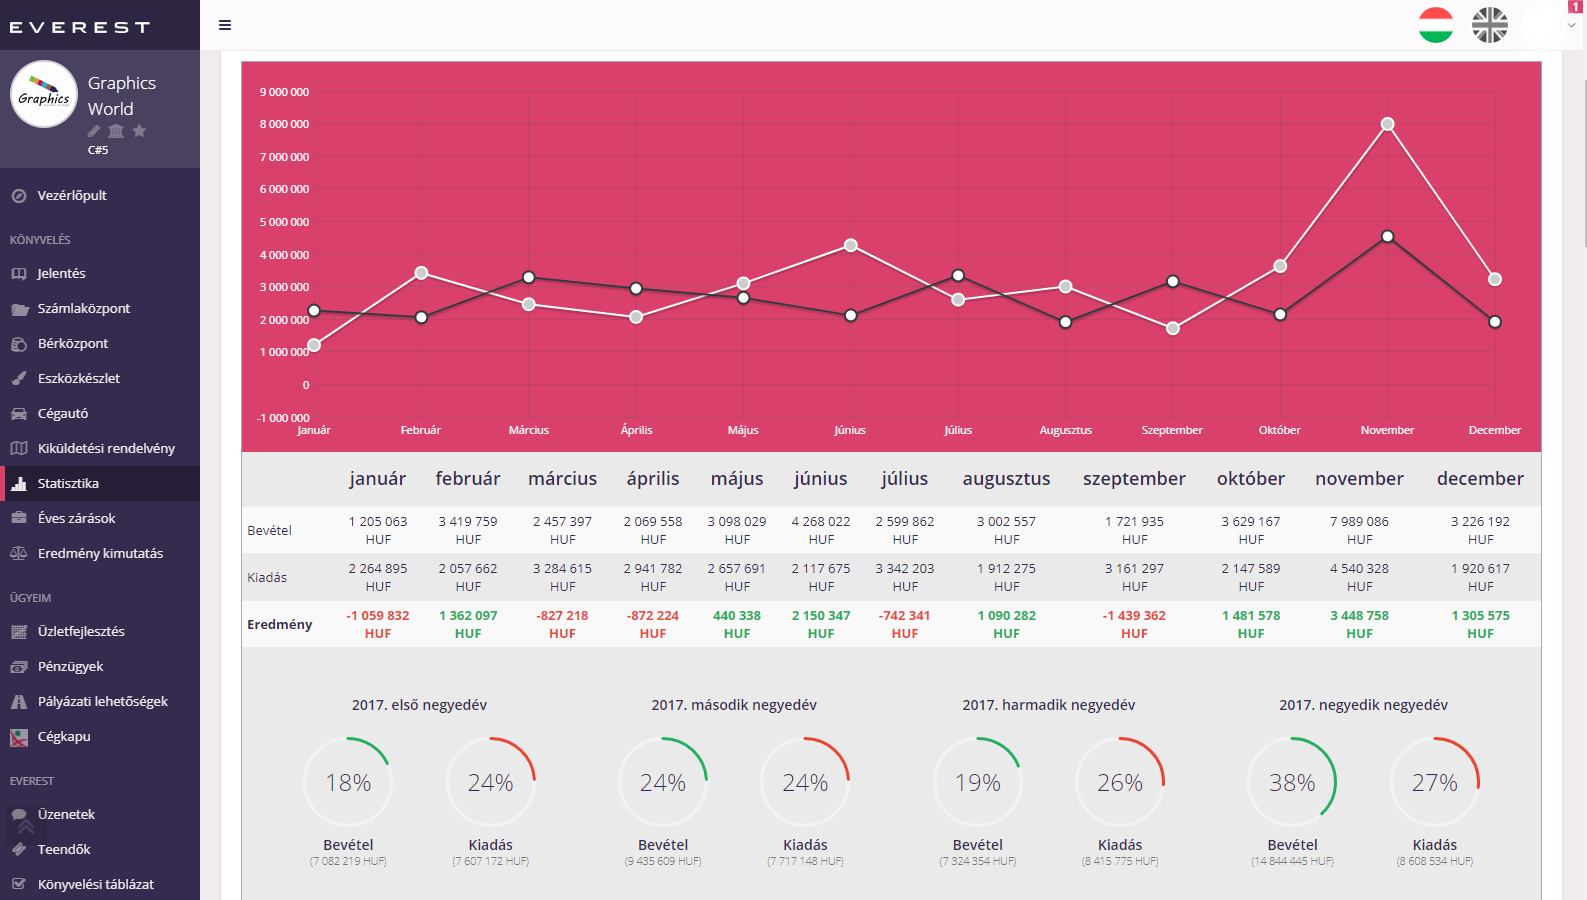 EVEREST
1
Graphics
Graphics
World
C#5
Vezérlőpult
KÖNYVELÉS
Jelentés
Számlaközpont
Bérközpont
Eszközkészlet
Cégautó
Kiküldetési rendelvény
Statisztika
Éves zárások
Eredmény kimutatás
ÜGYEIM
Üzletfejlesztés
Pénzügyek
Pályázati lehetőségek
Cégkapu
EVEREST
Üzenetek
Teendők
Könyvelési táblázat
9 000 000
8 000 000
7 000 000
6 000 000
5 000 000
4 000 000
3 000 000
2 000 000
1 000 000
0
-1 000 000
Január Február Március Április Május Június Július Augusztus Szeptember Október November December
január február március április május június július augusztus szeptember október november december
Bevétel 1 205 063 HUF 3 419 759 HUF 2 457 397 HUF 2 069 558 HUF 3 098 029 HUF 4 268 022 HUF 2 599 862 HUF 3 002 557 HUF 1 721 935 HUF 3 629 167 HUF 7 989 086 HUF 3 226 192 HUF
Kiadás 2 264 895 HUF 2 057 662 HUF 3 284 615 HUF 2 941 782 HUF 2 657 691 HUF 2 117 675 HUF 3 342 203 HUF 1 912 275 HUF 3 161 297 HUF 2 147 589 HUF 4 540 328 HUF 1 920 617 HUF
Eredmény -1 059 832 HUF 1 362 097 HUF -827 218 HUF -872 224 HUF 440 338 HUF 2 150 347 HUF -742 341 HUF 1 090 282 HUF -1 439 362 HUF 1 481 578 HUF 3 448 758 HUF 1 305 575 HUF
2017. első negyedév 2017. második negyedév 2017. harmadik negyedév 2017. negyedik negyedév
18% 24% 24% 24% 19% 26% 38% 27%
Bevétel Kiadás Bevétel Kiadás Bevétel Kiadás Bevétel Kiadás
(7 082 219 HUF) (7 607 172 HUF) (9 435 609 HUF) (7 717 148 HUF) (7 324 354 HUF) (8 415 775 HUF) (14 844 445 HUF) (8 608 534 HUF)